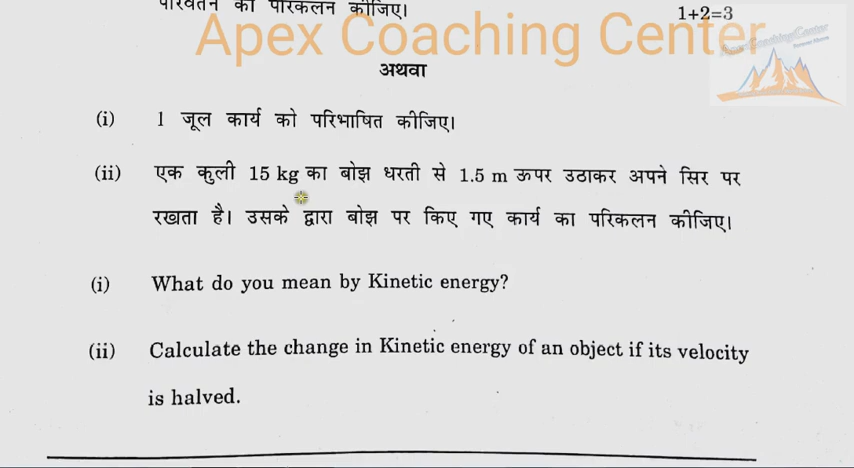 परिवर्तन का परिकलन कीजिए।
1+2=3
Apex Coaching Center
अथवा
(i) 1 जूल कार्य को परिभाषित कीजिए।
(ii) एक कुली 15 kg का बोझ धरती से 1.5 m ऊपर उठाकर अपने सिर पर
रखता है। उसके द्वारा बोझ पर किए गए कार्य का परिकलन कीजिए।
(i) What do you mean by Kinetic energy?
(ii) Calculate the change in Kinetic energy of an object if its velocity
is halved.